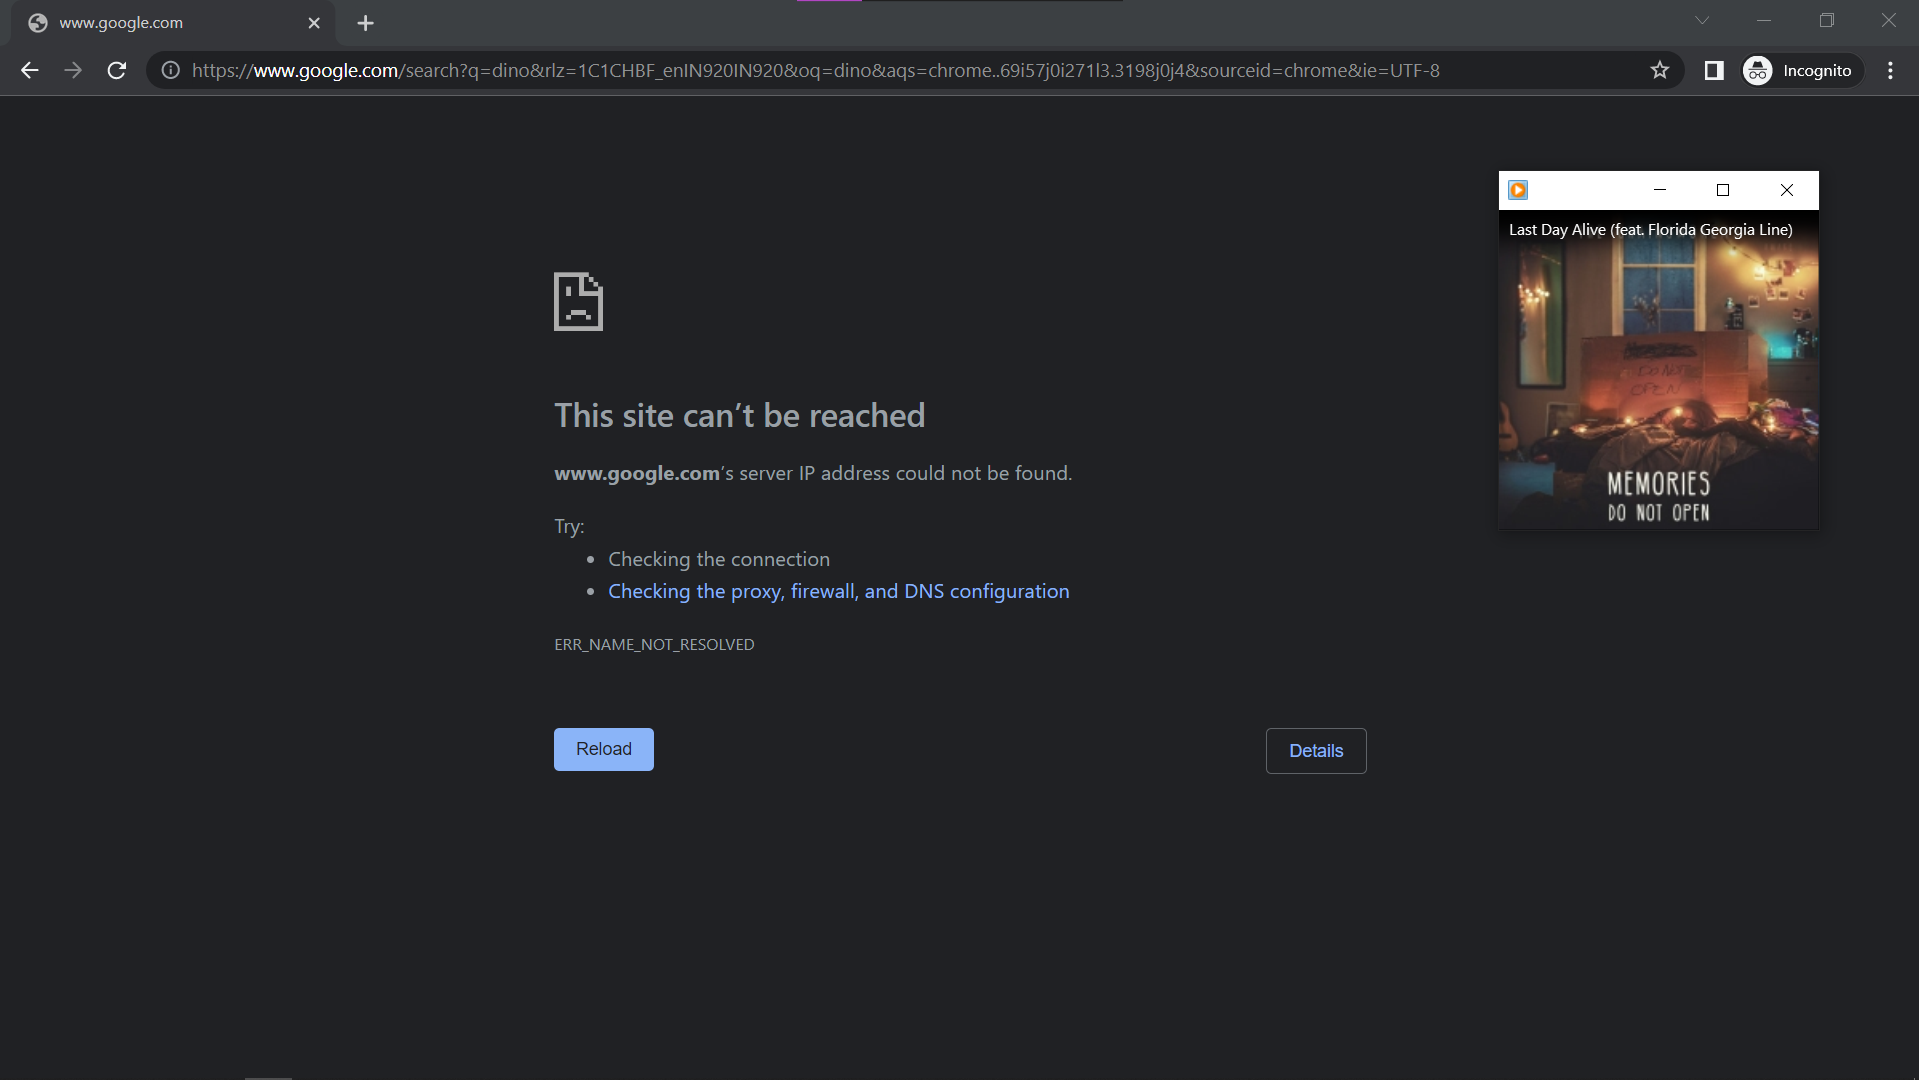 www.google.com
https://www.google.com/search?q=dino&rlz=1C1CHBF_enIN920IN920&oq=dino&aqs=chrome..69i57j0i271l3.3198j0j4&sourceid=chrome&ie=UTF-8
Incognito
Last Day Alive (feat. Florida Georgia Line)
DO NOT
OPEN
MEMORIES
DO NOT OPEN
This site can’t be reached
www.google.com’s server IP address could not be found.
Try:
• Checking the connection
• Checking the proxy, firewall, and DNS configuration
ERR_NAME_NOT_RESOLVED
Reload
Details